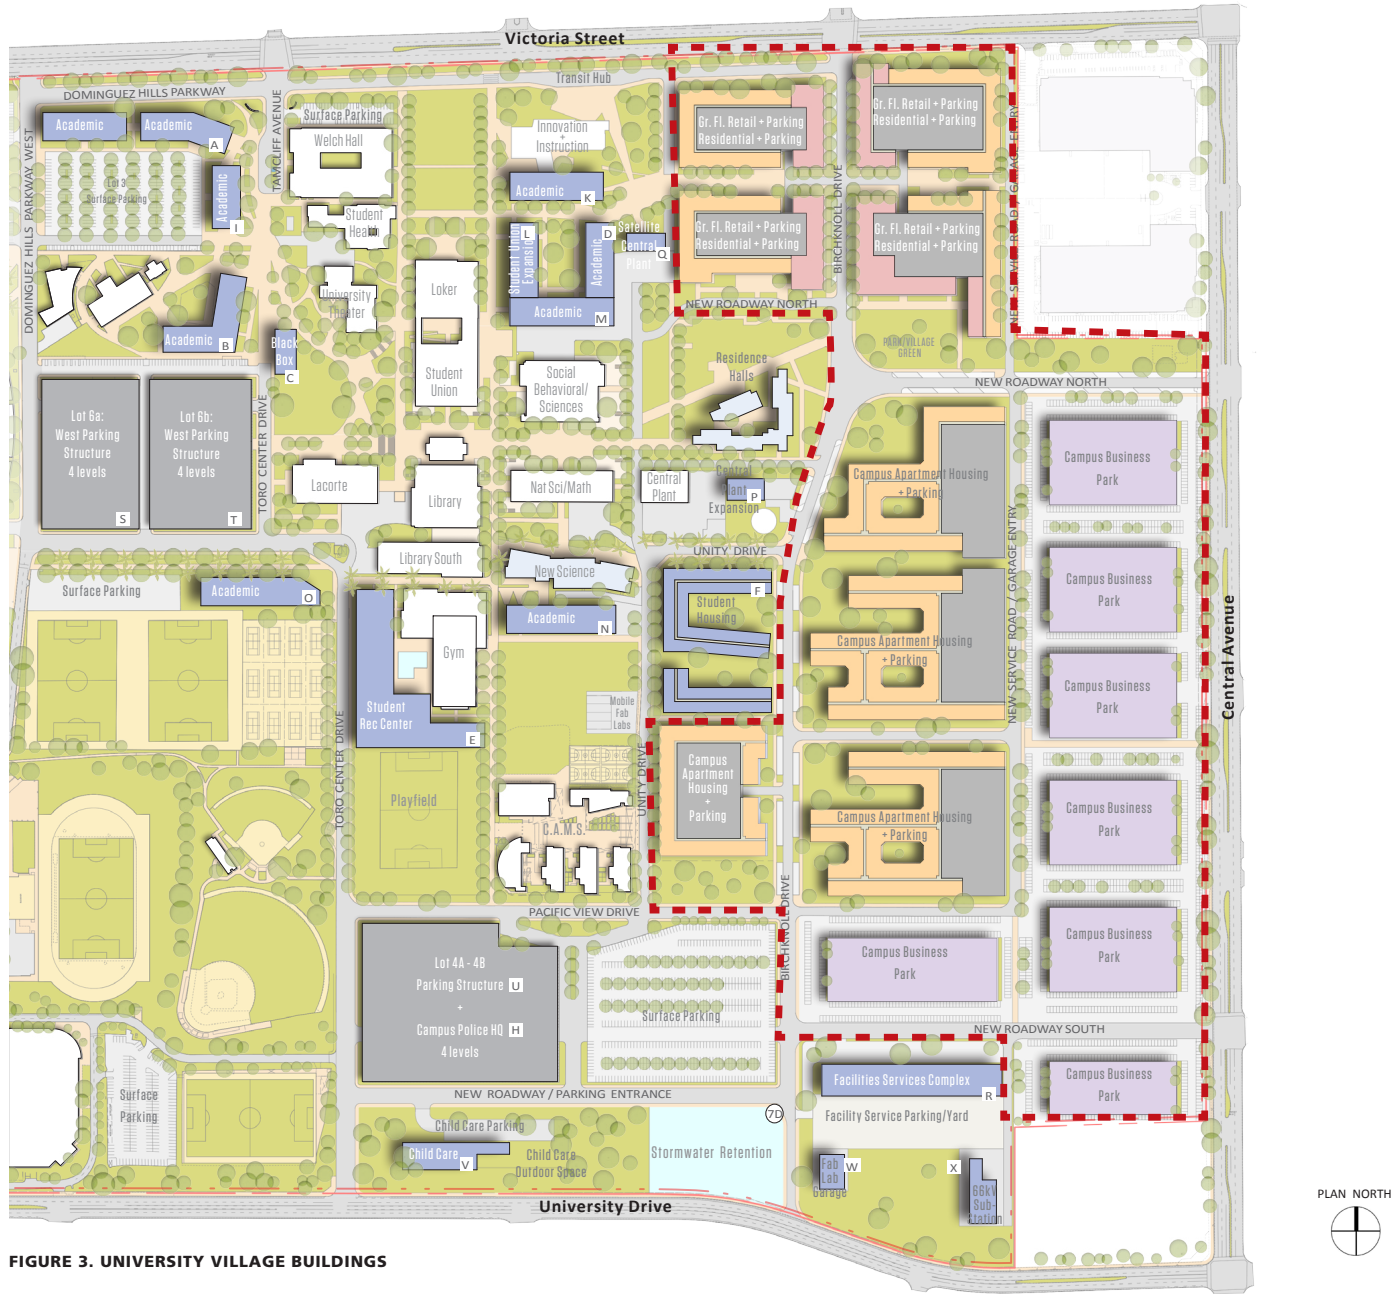 Victoria Street
Transit Hub
DOMINGUEZ HILLS PARKWAY
DOMINGUEZ HILLS PARKWAY WEST
TAMCLIFF AVENUE
Academic
Academic
A
Surface Parking
Welch Hall
Innovation
+
Instruction
Gr. Fl. Retail + Parking
Residential + Parking
Gr. Fl. Retail + Parking
Residential + Parking
Lot 3
Surface Parking
Academic
I
Academic
K
Student
Health
L
Student Union
Expansion
D
Academic
Satellite
Central
Plant
Q
Gr. Fl. Retail + Parking
Residential + Parking
BIRCHKNOLL DRIVE
Gr. Fl. Retail + Parking
Residential + Parking
NEW SERVICE ROAD / GARAGE ENTRY
University
Theater
Loker
Student
Union
Academic
M
NEW ROADWAY NORTH
Academic
B
Black
Box
C
PARK/VILLAGE
GREEN
Residence
Halls
Social
Behavioral/
Sciences
NEW ROADWAY NORTH
Lot 6a:
West Parking
Structure
4 levels
S
Lot 6b:
West Parking
Structure
4 levels
T
TORO CENTER DRIVE
Lacorte
Library
Nat Sci/Math
Central
Plant
Central
Plant
Expansion
P
Campus Apartment Housing
+ Parking
Campus Business
Park
UNITY DRIVE
Library South
New Science
NEW SERVICE ROAD / GARAGE ENTRY
Surface Parking
Academic
O
Academic
N
F
Student
Housing
Campus Business
Park
Gym
Campus Apartment Housing
+ Parking
Central Avenue
Student
Rec Center
E
Mobile
Fab
Labs
Campus Business
Park
TORO CENTER DRIVE
UNITY DRIVE
Campus
Apartment
Housing
+
Parking
Playfield
C.A.M.S.
Campus Apartment Housing
+ Parking
Campus Business
Park
PACIFIC VIEW DRIVE
BIRCHKNOLL DRIVE
Campus Business
Park
Campus Business
Park
Lot 4A - 4B
Parking Structure
U
+
Campus Police HQ
H
4 levels
Surface Parking
NEW ROADWAY SOUTH
Surface
Parking
NEW ROADWAY / PARKING ENTRANCE
Facilities Services Complex
R
Campus Business
Park
7D
Facility Service Parking/Yard
Child Care Parking
Child Care
V
Child Care
Outdoor Space
Stormwater Retention
Fab
Lab
Garage
W
X
66kV
Sub-
Station
University Drive
PLAN NORTH
FIGURE 3. UNIVERSITY VILLAGE BUILDINGS